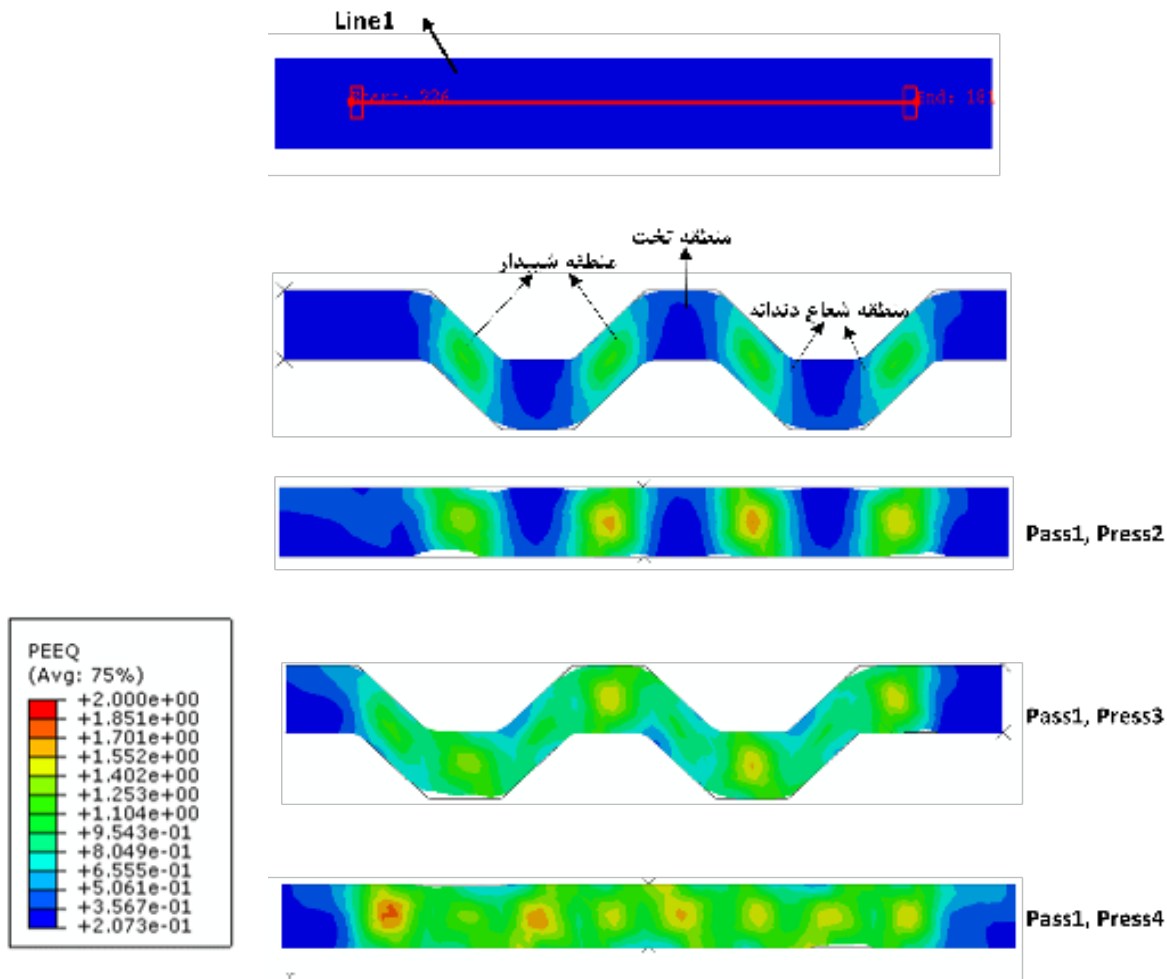 Line1
Start: 226
End: 161
منطقه تخت
منطقه شیبدار
منطقه شعاع دندانه
Pass1, Press2
Pass1, Press3
PEEQ
(Avg: 75%)
+2.000e+00
+1.851e+00
+1.701e+00
+1.552e+00
+1.402e+00
+1.253e+00
+1.104e+00
+9.543e-01
+8.049e-01
+6.555e-01
+5.061e-01
+3.567e-01
+2.073e-01
Pass1, Press4